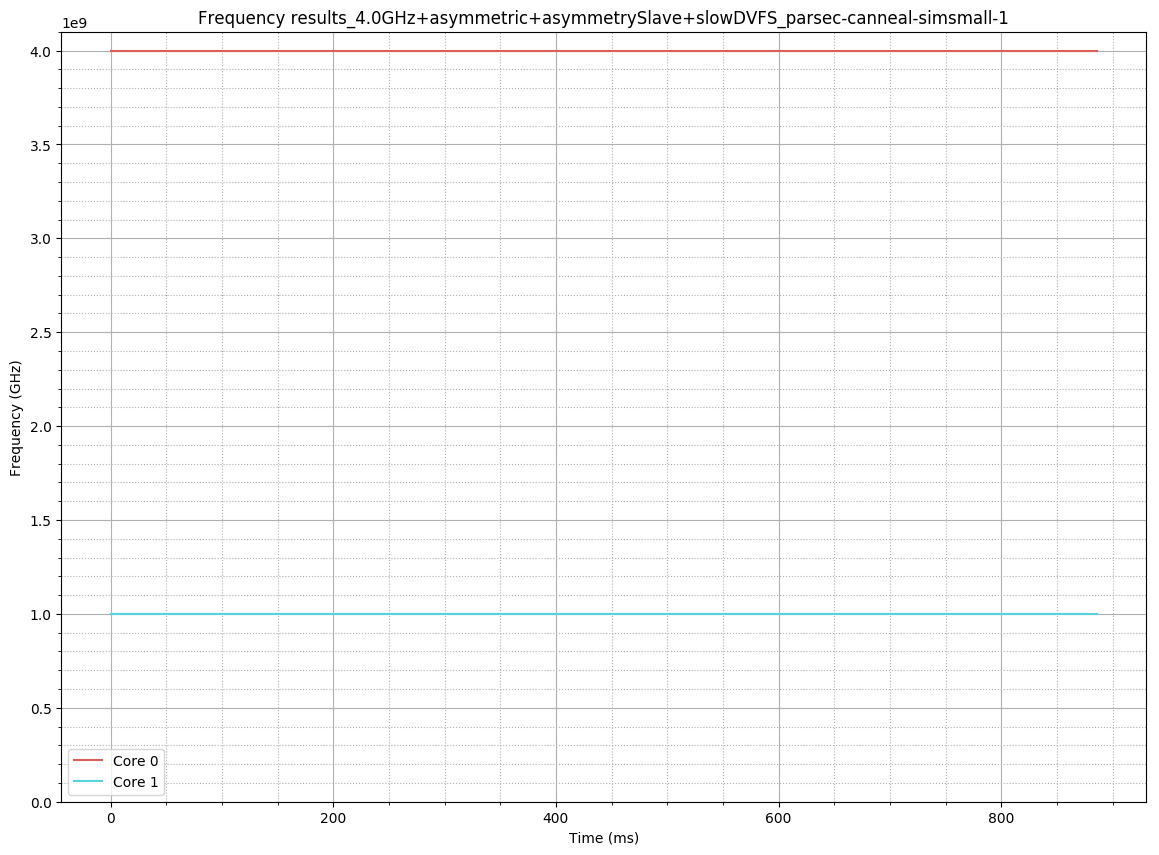 Frequency results_4.0GHz+asymmetric+asymmetrySlave+slowDVFS_parsec-canneal-simsmall-1
1e9
4.0
3.5
3.0
2.5
2.0
1.5
1.0
0.5
0.0
Frequency (GHz)
Core 0
Core 1
0 200 400 600 800
Time (ms)